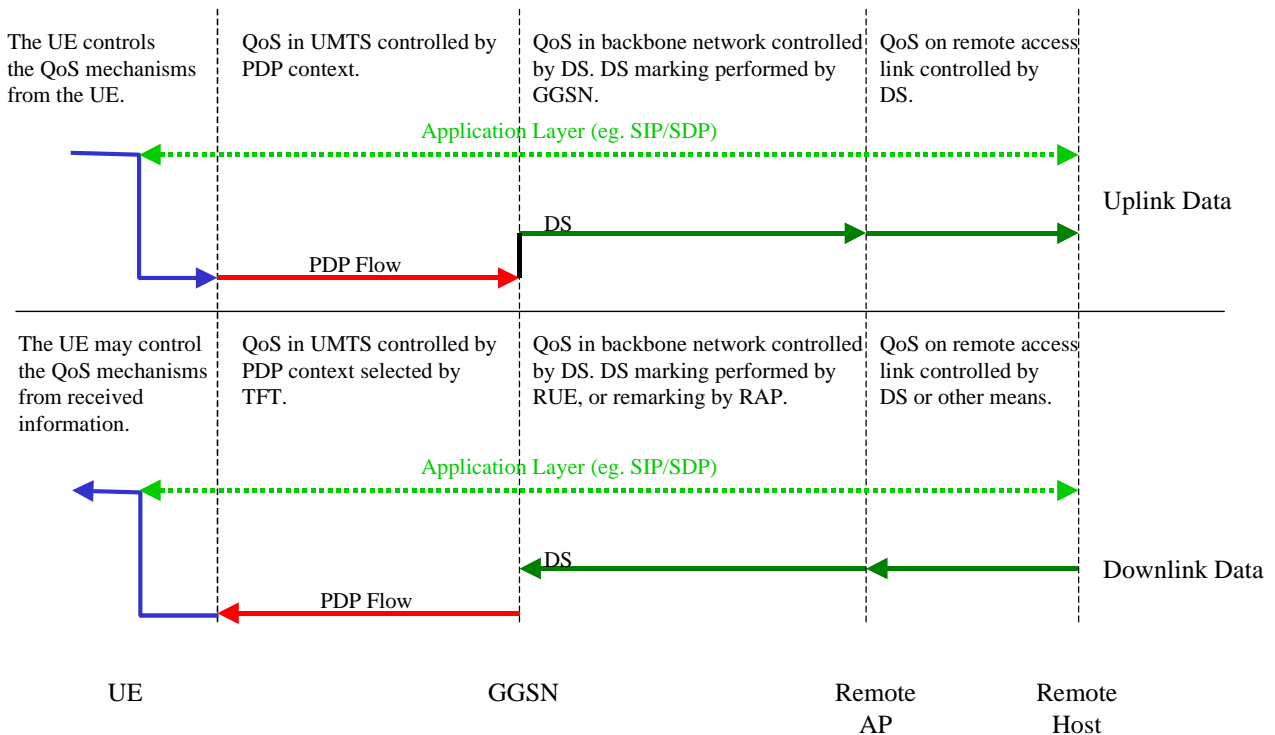 The UE controls
the QoS mechanisms
from the UE.
QoS in UMTS controlled by
PDP context.
QoS in backbone network controlled
by DS. DS marking performed by
GGSN.
QoS on remote access
link controlled by
DS.
Application Layer (eg. SIP/SDP)
Uplink Data
DS
PDP Flow
The UE may control
the QoS mechanisms
from received
information.
QoS in UMTS controlled by
PDP context selected by
TFT.
QoS in backbone network controlled
by DS. DS marking performed by
RUE, or remarking by RAP.
QoS on remote access
link controlled by
DS or other means.
Application Layer (eg. SIP/SDP)
DS
Downlink Data
PDP Flow
UE
GGSN
Remote
AP
Remote
Host